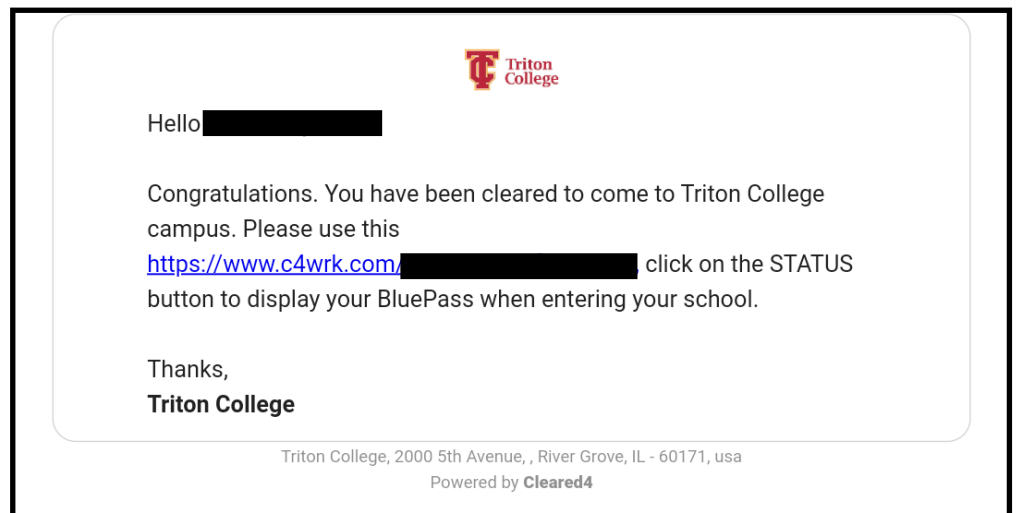 Triton
College
Hello
Congratulations. You have been cleared to come to Triton College
campus. Please use this
https://www.c4wrk.com/ , click on the STATUS
button to display your BluePass when entering your school.
Thanks,
Triton College
Triton College, 2000 5th Avenue, , River Grove, IL - 60171, usa
Powered by Cleared4